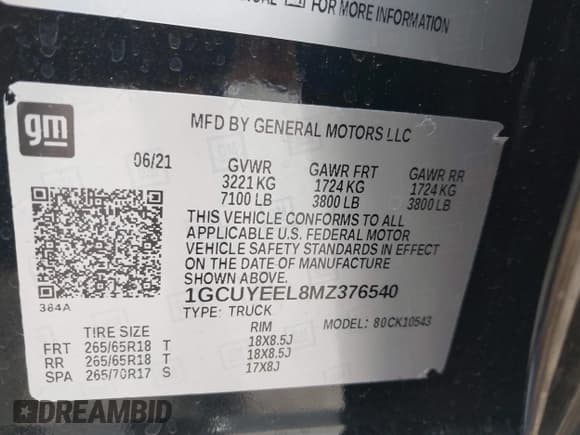 FOR MORE INFORMATION
gm
MFD BY GENERAL MOTORS LLC
06/21 GVWR GAWR FRT GAWR RR
3221 KG 1724 KG 1724 KG
7100 LB 3800 LB 3800 LB
THIS VEHICLE CONFORMS TO ALL
APPLICABLE U.S. FEDERAL MOTOR
VEHICLE SAFETY STANDARDS IN EFFECT
ON THE DATE OF MANUFACTURE
SHOWN ABOVE.
1GCUYEEL8MZ376540
384A
TYPE: TRUCK MODEL: 80CK10543
TIRE SIZE RIM
FRT 265/65R18 T 18X8.5J
RR 265/65R18 T 18X8.5J
SPA 265/70R17 S 17X8J
DREAMBID